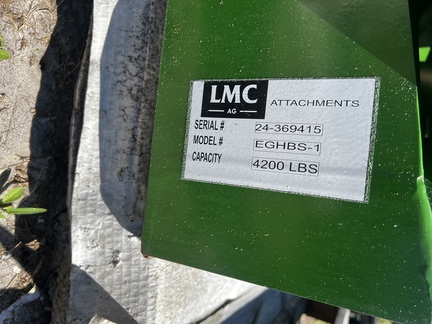 LMC
AG
ATTACHMENTS
SERIAL # 24-369415
MODEL # EGHBS-1
CAPACITY 4200 LBS